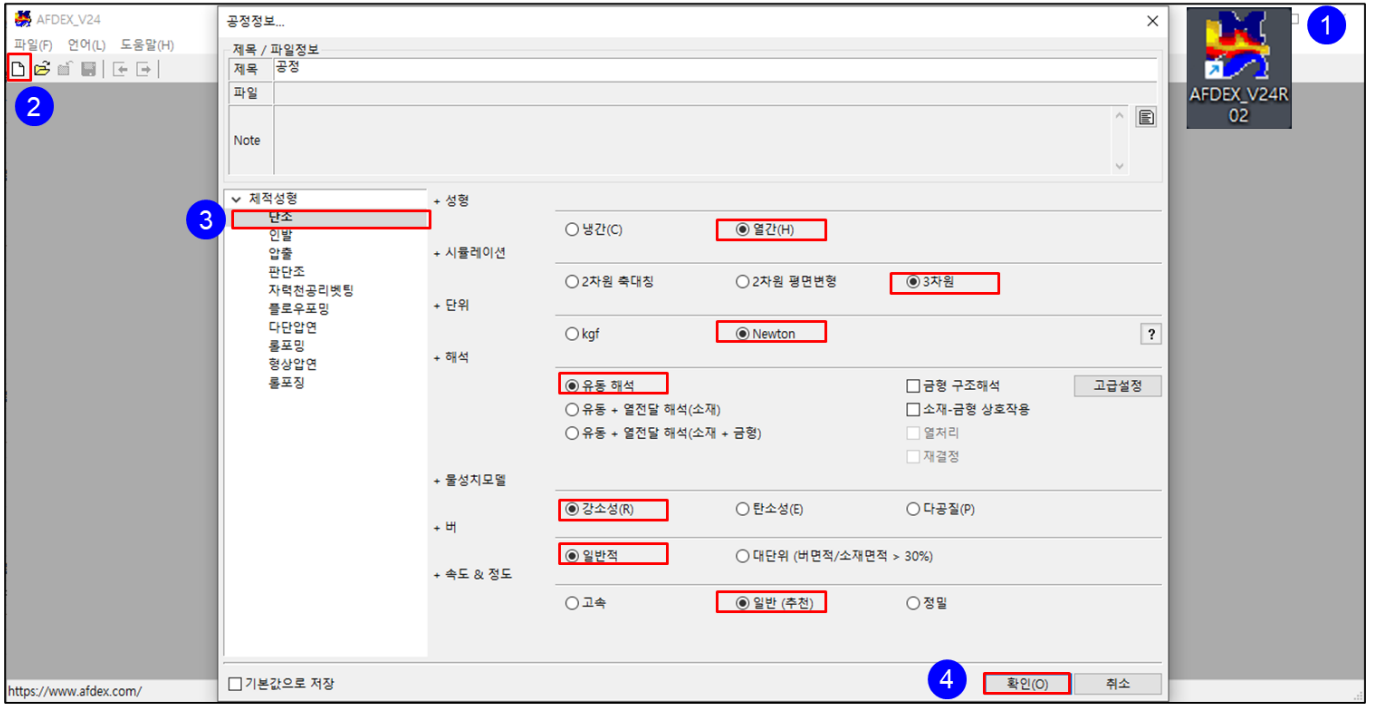 AFDEX_V24
파일(F) 언어(L) 도움말(H)
1
AFDEX_V24R
02
2
공정정보...
제목 / 파일정보
제목 공정
파일
Note
3
체적성형
단조
인발
압출
판단조
자력천공리벳팅
플로우포밍
다단압연
롤포밍
형상압연
롤포징
+ 성형
냉간(C) 열간(H)
+ 시뮬레이션
2차원 축대칭 2차원 평면변형 3차원
+ 단위
kgf Newton ?
+ 해석
유동 해석 금형 구조해석 고급설정
유동 + 열전달 해석(소재) 소재-금형 상호작용
유동 + 열전달 해석(소재 + 금형) 열처리
재결정
+ 물성치모델
강소성(R) 탄소성(E) 다공질(P)
+ 버
일반적 대단위 (버면적/소재면적 > 30%)
+ 속도 & 정도
고속 일반 (추천) 정밀
기본값으로 저장 4 확인(O) 취소
https://www.afdex.com/